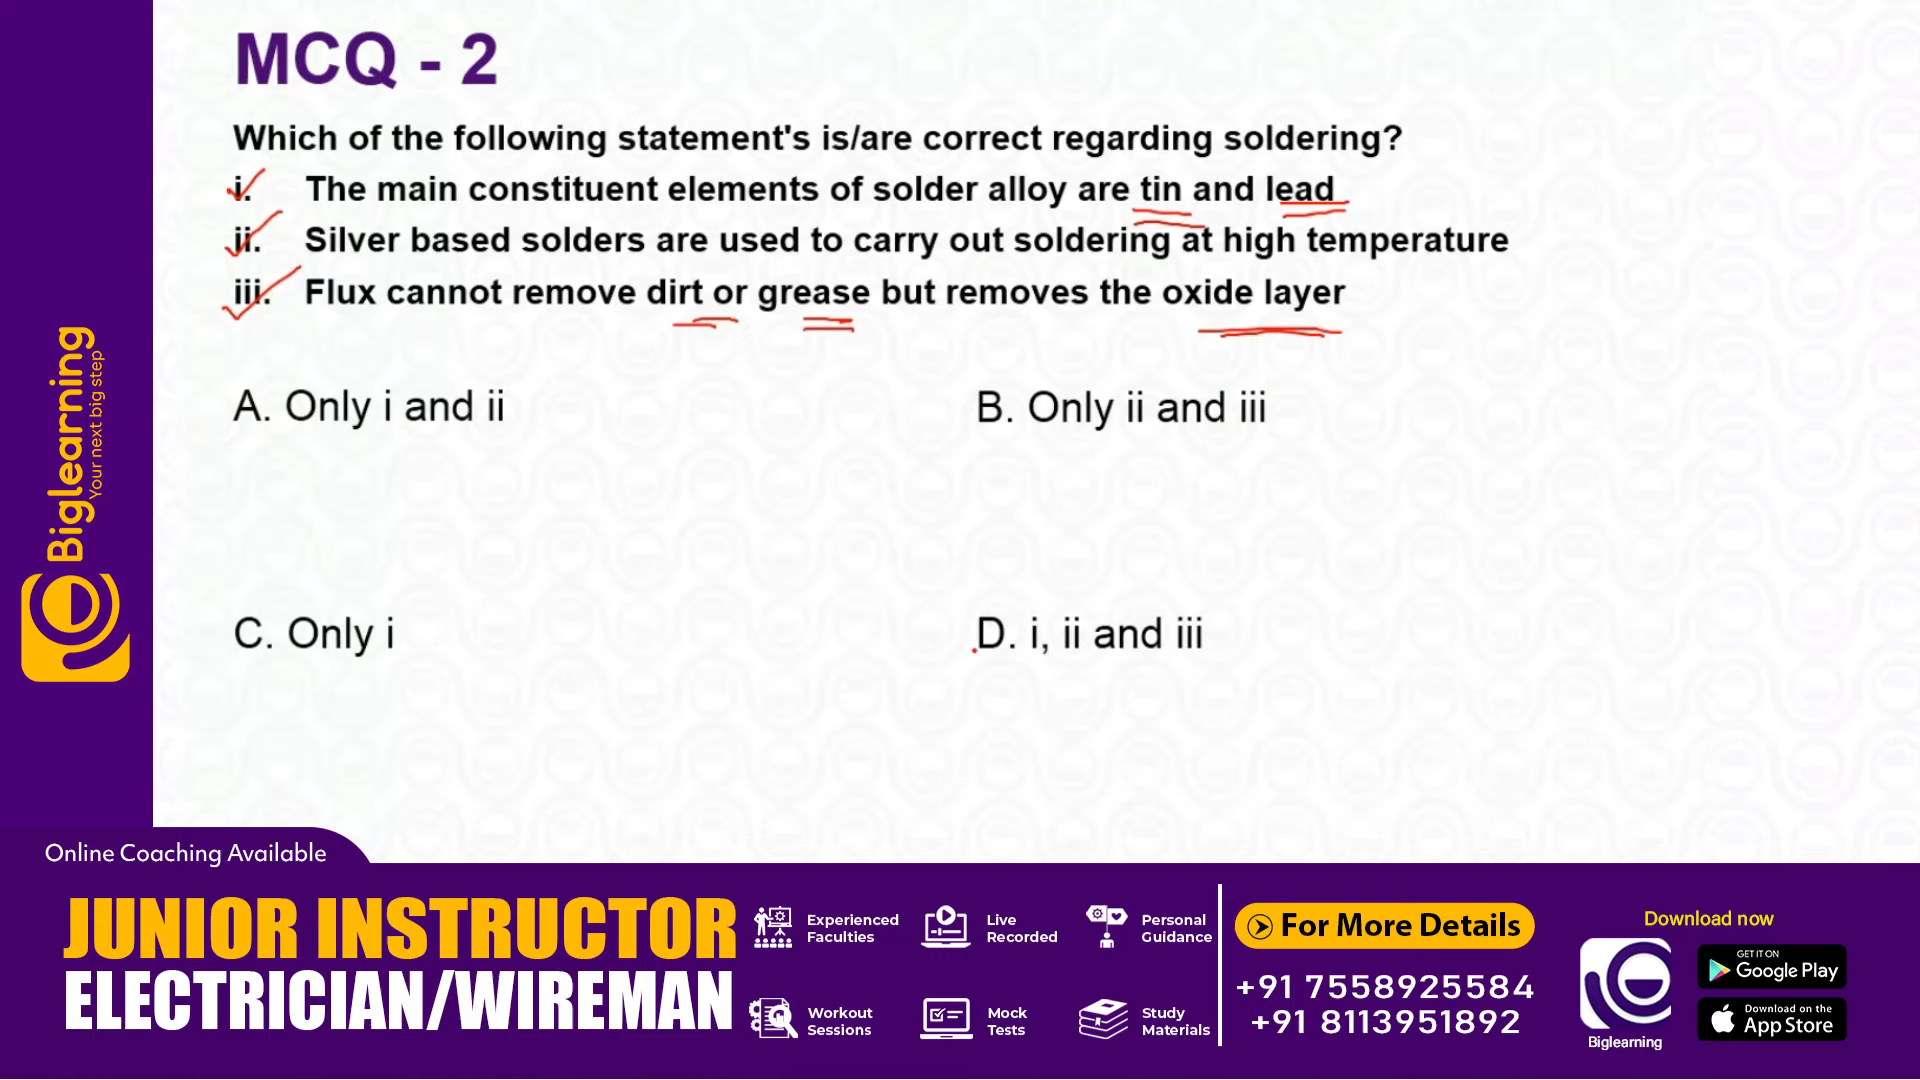 MCQ - 2
Which of the following statement's is/are correct regarding soldering?
i. The main constituent elements of solder alloy are tin and lead
ii. Silver based solders are used to carry out soldering at high temperature
iii. Flux cannot remove dirt or grease but removes the oxide layer
A. Only i and ii
B. Only ii and iii
C. Only i
D. i, ii and iii
Biglearning
Your next big step
Online Coaching Available
JUNIOR INSTRUCTOR
ELECTRICIAN/WIREMAN
Experienced
Faculties
Live
Recorded
Personal
Guidance
Workout
Sessions
Mock
Tests
Study
Materials
For More Details
+91 7558925584
+91 8113951892
Download now
Biglearning
GET IT ON
Google Play
Download on the
App Store